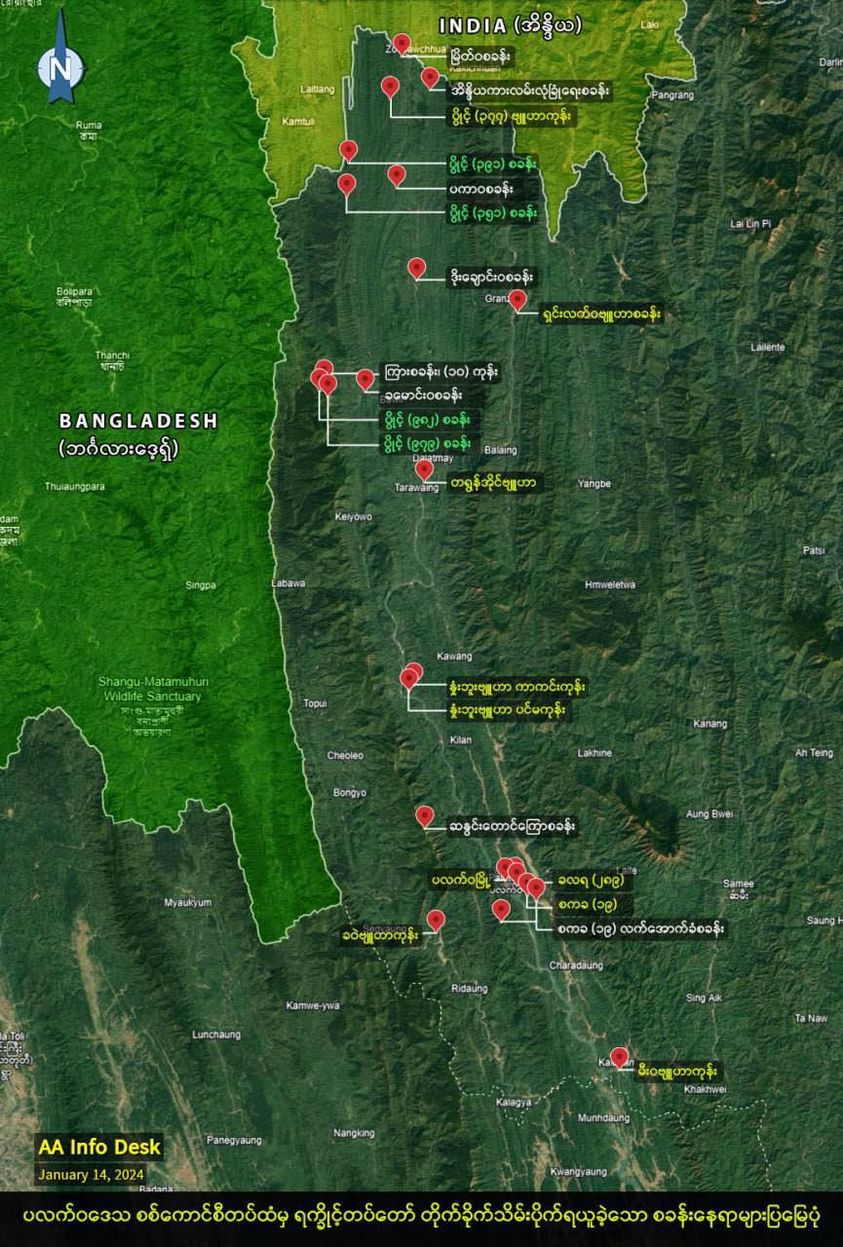 INDIA (အိန္ဒိယ)
Laki
မြိတ်ဝစခန်း
Laitlang
အိန္ဒိယကားလမ်းလုံခြုံရေးစခန်း
Pangrang
Kamtuli
ပွိုင့် (၃၇၇) ဗျူဟာကုန်း
Ruma
রুমা
ပွိုင့် (၃၉၁) စခန်း
ပကာဝစခန်း
ပွိုင့် (၃၅၁) စခန်း
Lai Lin Pi
ဒိုးချောင်းဝစခန်း
Bolipara
বলিপাড়া
ရှင်းလက်ဝဗျူဟာစခန်း
Lailente
Thanchi
থানচি
ကြားစခန်း၊ (၁၀) ကုန်း
ခမောင်းဝစခန်း
BANGLADESH
(ဘင်္ဂလားဒေ့ရှ်)
ပွိုင့် (၉၈၂) စခန်း
ပွိုင့် (၉၇၉) စခန်း
Balaing
Dalatmay
Tarawaing
တရွန်အိုင်ဗျူဟာ
Yangbe
Thuiaungpara
Keiyowo
Patsi
Singpa
Labawa
Hmweletwa
Kawang
Shangu-Matamuhuri
Wildlife Sanctuary
နုံးဘူးဗျူဟာ ကာကင်းကုန်း
နုံးဘူးဗျူဟာ ပင်မကုန်း
Topui
Kanang
Kilan
Lakhine
Ah Teing
Cheoleo
Bongyo
Aung Bwei
ဆနွင်းတောင်ကြောစခန်း
ပလက်ဝမြို့
ခလရ (၂၈၉)
Samee
ဆမီး
စကခ (၁၉)
Myaukyum
စကခ (၁၉) လက်အောက်ခံစခန်း
Saung H
ခဝဲဗျူဟာကုန်း
Charadaung
Ridaung
Sing Aik
Kamwe-ywa
Ta Naw
Lunchaung
မီးဝဗျူဟာကုန်း
Khakhwei
Kalagya
Munhdaung
Nangking
Panegyaung
AA Info Desk
January 14, 2024
Kwangyaung
Badana
ပလက်ဝဒေသ စစ်ကောင်စီတပ်ထံမှ ရက္ခိုင့်တပ်တော် တိုက်ခိုက်သိမ်းပိုက်ရယူခဲ့သော စခန်းနေရာများပြမြေပုံ